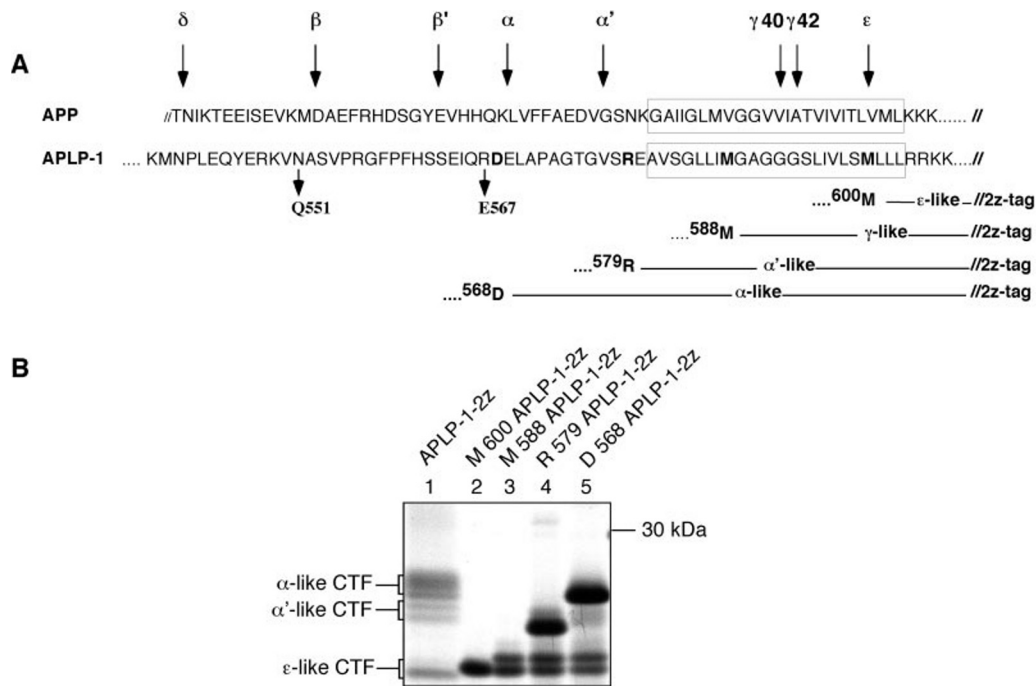 δ β β' α α' γ 40 γ 42 ε
A
APP //TNIKTEEISEVKMDAEFRHDSGYEVHHQKLVFFAEDVGSNKGAIIGLMVGGVVIATVIVITLVMLKKK...... //
APLP-1 .... KMNPLEQYERKVNASVPRGFPFHSSEIQRDELAPAGTGVSREAVSGLLIMGAGGGSLIVLSMLLLRRKK.... //
Q551 E567
....600M ε-like //2z-tag
....588M γ-like //2z-tag
....579R α'-like //2z-tag
....568D α-like //2z-tag
B
APLP-1-2z
M 600 APLP-1-2z
M 588 APLP-1-2z
R 579 APLP-1-2z
D 568 APLP-1-2z
1 2 3 4 5
30 kDa
α-like CTF
α'-like CTF
ε-like CTF